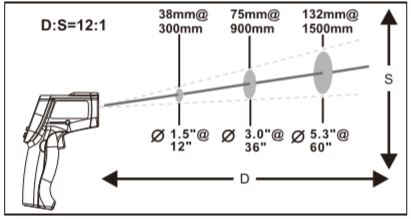 D:S=12:1
38mm@ 75mm@ 132mm@
300mm 900mm 1500mm
S
Ø 1.5"@ Ø 3.0"@ Ø 5.3"@
12" 36" 60"
D